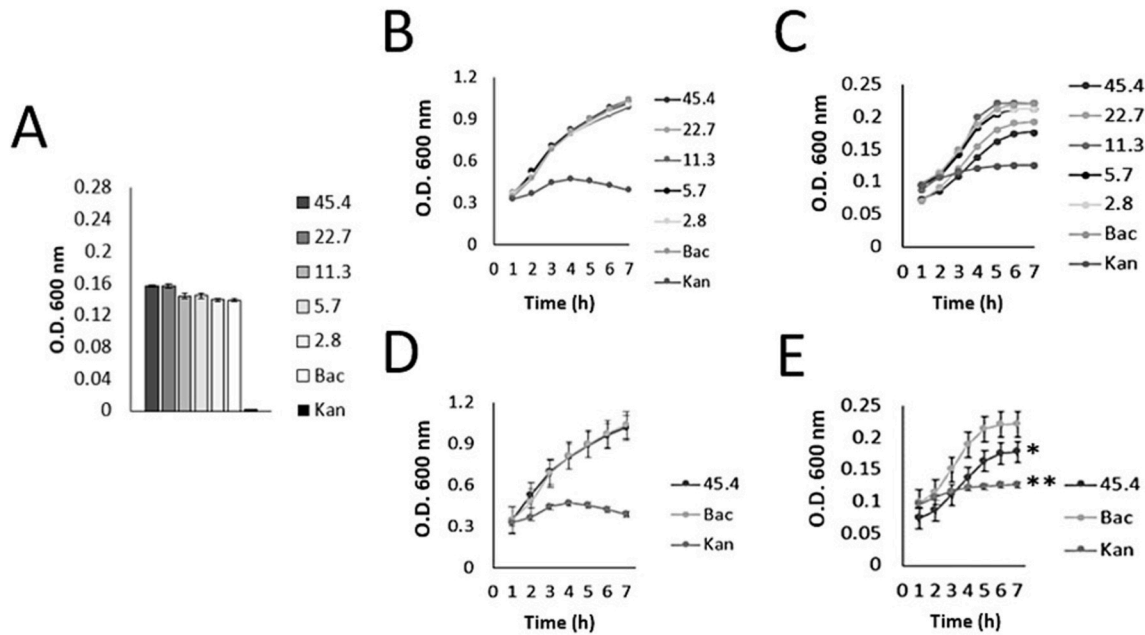 A
O.D. 600 nm
0.28
0.24
0.2
0.16
0.12
0.08
0.04
0
45.4
22.7
11.3
5.7
2.8
Bac
Kan
B
O.D. 600 nm
1.2
0.9
0.6
0.3
0
0 1 2 3 4 5 6 7
Time (h)
45.4
22.7
11.3
5.7
2.8
Bac
Kan
C
O.D. 600 nm
0.25
0.2
0.15
0.1
0.05
0
0 1 2 3 4 5 6 7
Time (h)
45.4
22.7
11.3
5.7
2.8
Bac
Kan
D
O.D. 600 nm
1.2
0.9
0.6
0.3
0
0 1 2 3 4 5 6 7
Time (h)
45.4
Bac
Kan
E
O.D. 600 nm
0.25
0.2
0.15
0.1
0.05
0
0 1 2 3 4 5 6 7
Time (h)
*
**
45.4
Bac
Kan